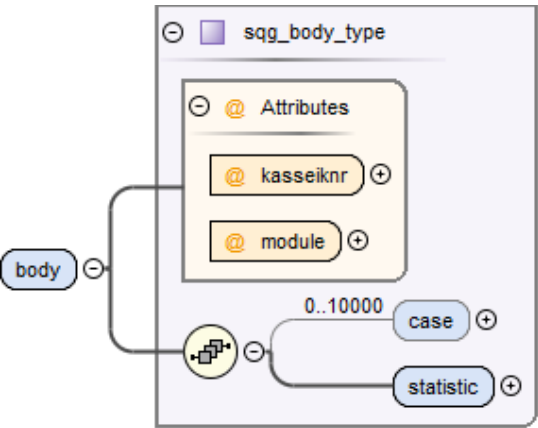 sqg_body_type
@ Attributes
@ kasseiknr
@ module
body
0..10000
case
statistic